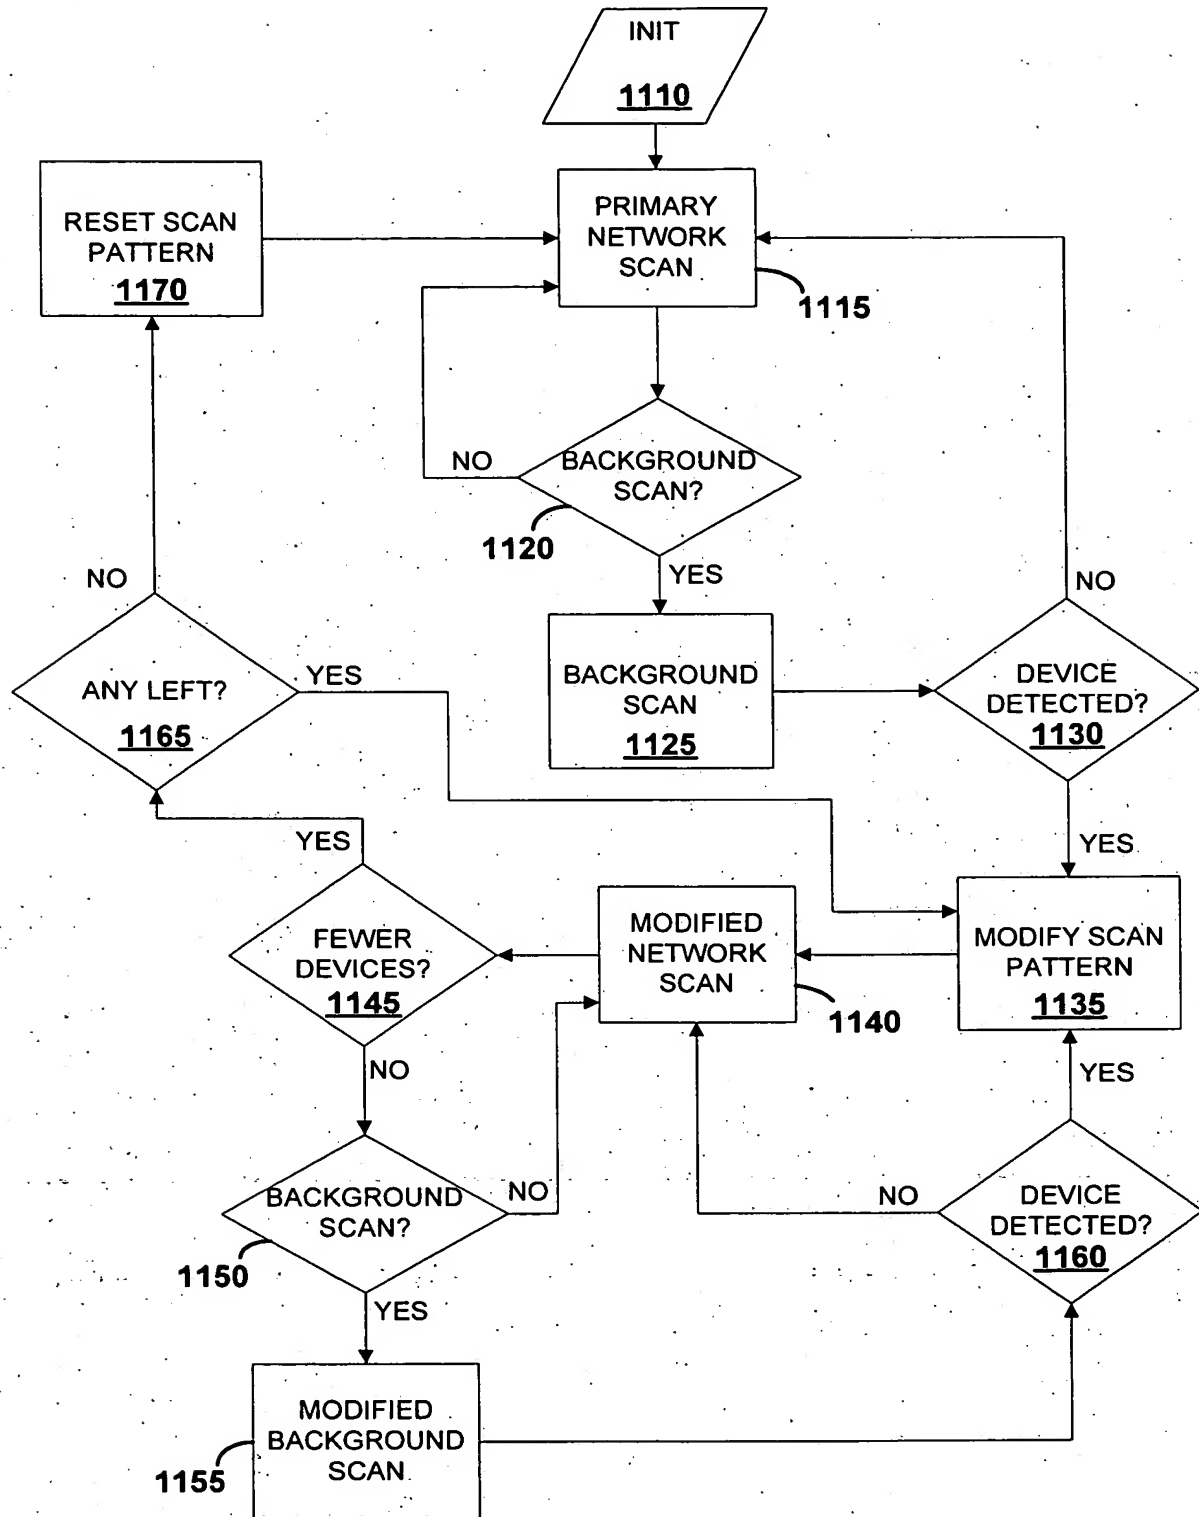 INIT
1110
RESET SCAN
PATTERN
1170
PRIMARY
NETWORK
SCAN
1115
NO
BACKGROUND
SCAN?
1120
YES
NO
NO
ANY LEFT?
1165
YES
BACKGROUND
SCAN
1125
DEVICE
DETECTED?
1130
YES
YES
FEWER
DEVICES?
1145
MODIFIED
NETWORK
SCAN
1140
MODIFY SCAN
PATTERN
1135
NO
YES
BACKGROUND
SCAN?
1150
NO
NO
DEVICE
DETECTED?
1160
YES
MODIFIED
BACKGROUND
SCAN
1155